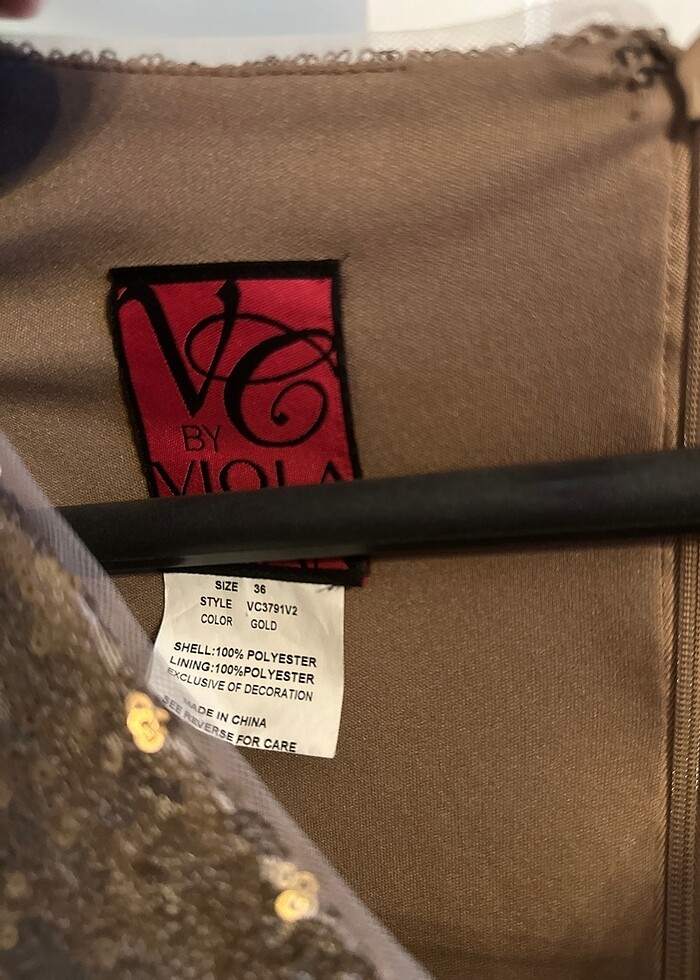 VC
BY
VIOLA
SIZE 36
STYLE VC3791V2
COLOR GOLD
SHELL:100% POLYESTER
LINING:100%POLYESTER
EXCLUSIVE OF DECORATION
MADE IN CHINA
SEE REVERSE FOR CARE